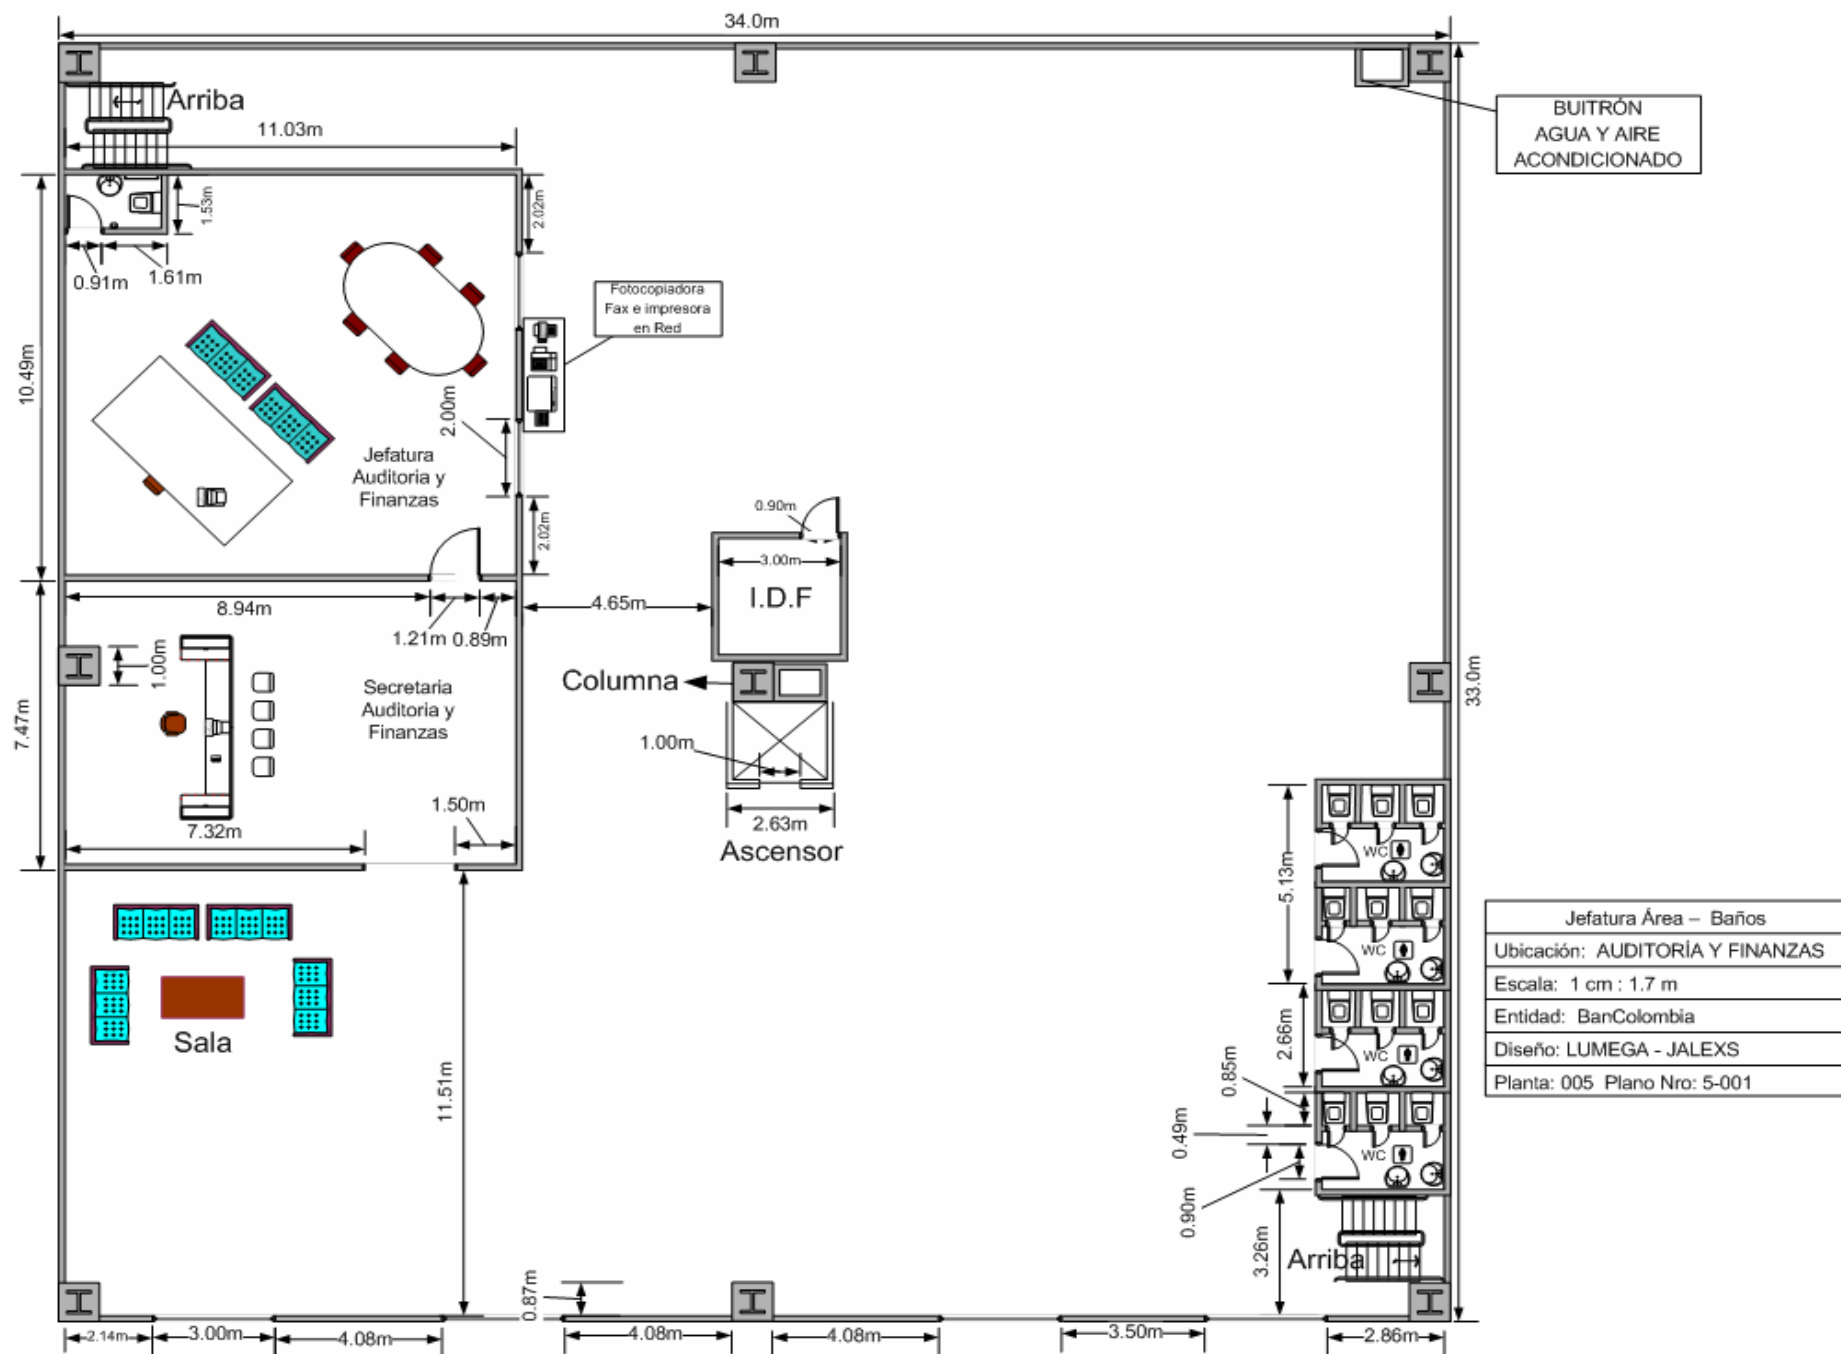 34.0m
Arriba
11.03m
BUITRÓN
AGUA Y AIRE
ACONDICIONADO
1.53m
2.02m
0.91m
1.61m
Fotocopiadora
Fax e impresora
en Red
10.49m
2.00m
Jefatura
Auditoria y
Finanzas
2.02m
0.90m
3.00m
I.D.F
8.94m
1.21m
0.89m
4.65m
1.00m
Columna
33.0m
Secretaria
Auditoria y
Finanzas
7.47m
1.00m
1.50m
7.32m
2.63m
Ascensor
WC
5.13m
WC
Jefatura Área – Baños
Ubicación: AUDITORÍA Y FINANZAS
Escala: 1 cm : 1.7 m
Entidad: BanColombia
Diseño: LUMEGA - JALEXS
Planta: 005 Plano Nro: 5-001
Sala
2.66m
WC
0.85m
11.51m
0.49m
WC
0.90m
3.26m
Arriba
0.87m
2.14m
3.00m
4.08m
4.08m
4.08m
3.50m
2.86m